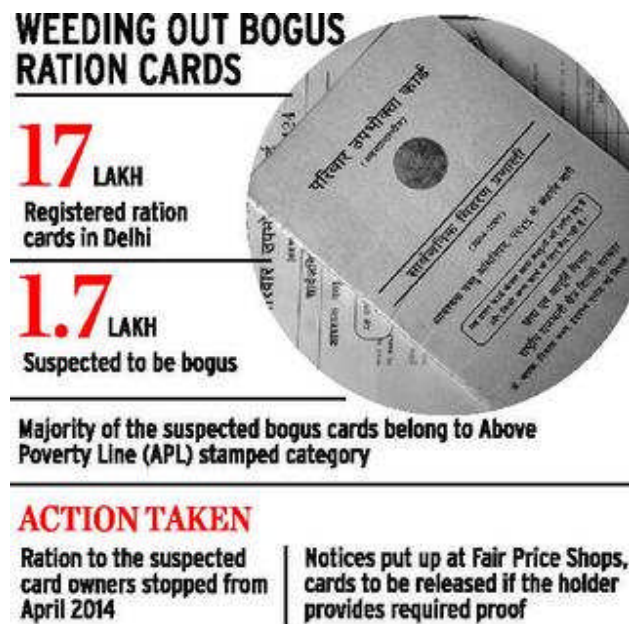 WEEDING OUT BOGUS
RATION CARDS
17 LAKH
Registered ration
cards in Delhi
1.7 LAKH
Suspected to be bogus
Majority of the suspected bogus cards belong to Above
Poverty Line (APL) stamped category
ACTION TAKEN
Ration to the suspected
card owners stopped from
April 2014
Notices put up at Fair Price Shops,
cards to be released if the holder
provides required proof
परिवार उपभोक्ता कार्ड
सार्वजनिक वितरण प्रणाली